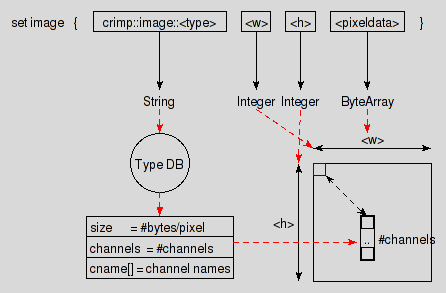 set image { crimp::image::<type> <w> <h> <pixeldata> }
String Integer Integer ByteArray
<w>
Type DB
<h>
size = #bytes/pixel
channels = #channels
cname[] = channel names
.. #channels